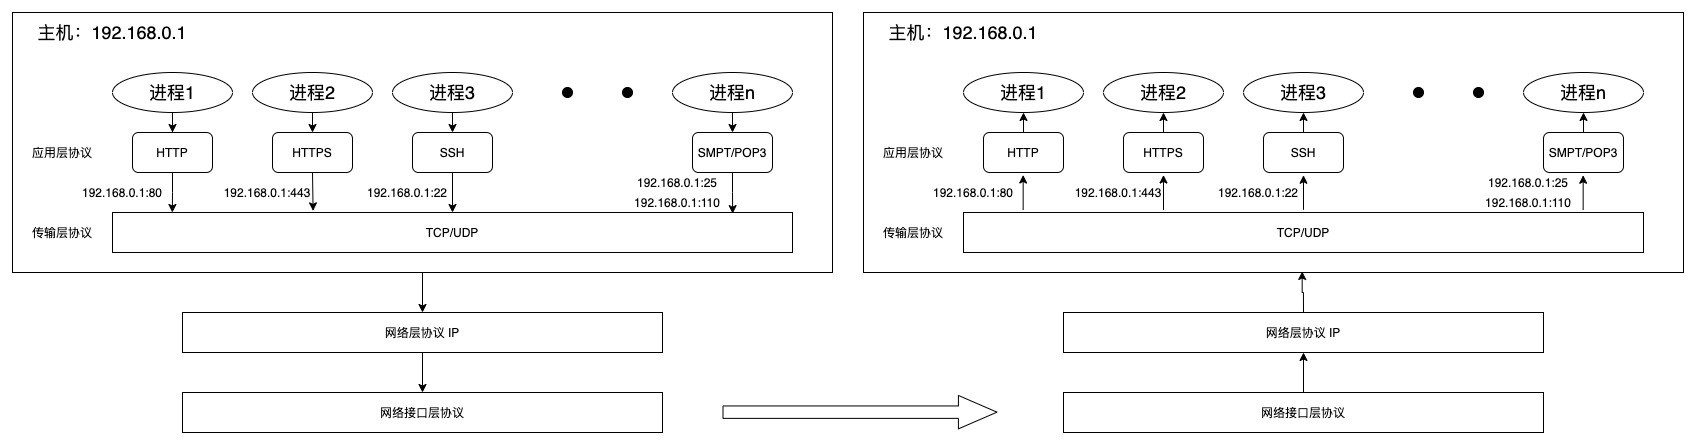 主机：192.168.0.1
进程1
进程2
进程3
进程n
应用层协议
HTTP
HTTPS
SSH
SMPT/POP3
192.168.0.1:80
192.168.0.1:443
192.168.0.1:22
192.168.0.1:25
192.168.0.1:110
传输层协议
TCP/UDP
网络层协议 IP
网络接口层协议
主机：192.168.0.1
进程1
进程2
进程3
进程n
应用层协议
HTTP
HTTPS
SSH
SMPT/POP3
192.168.0.1:80
192.168.0.1:443
192.168.0.1:22
192.168.0.1:25
192.168.0.1:110
传输层协议
TCP/UDP
网络层协议 IP
网络接口层协议